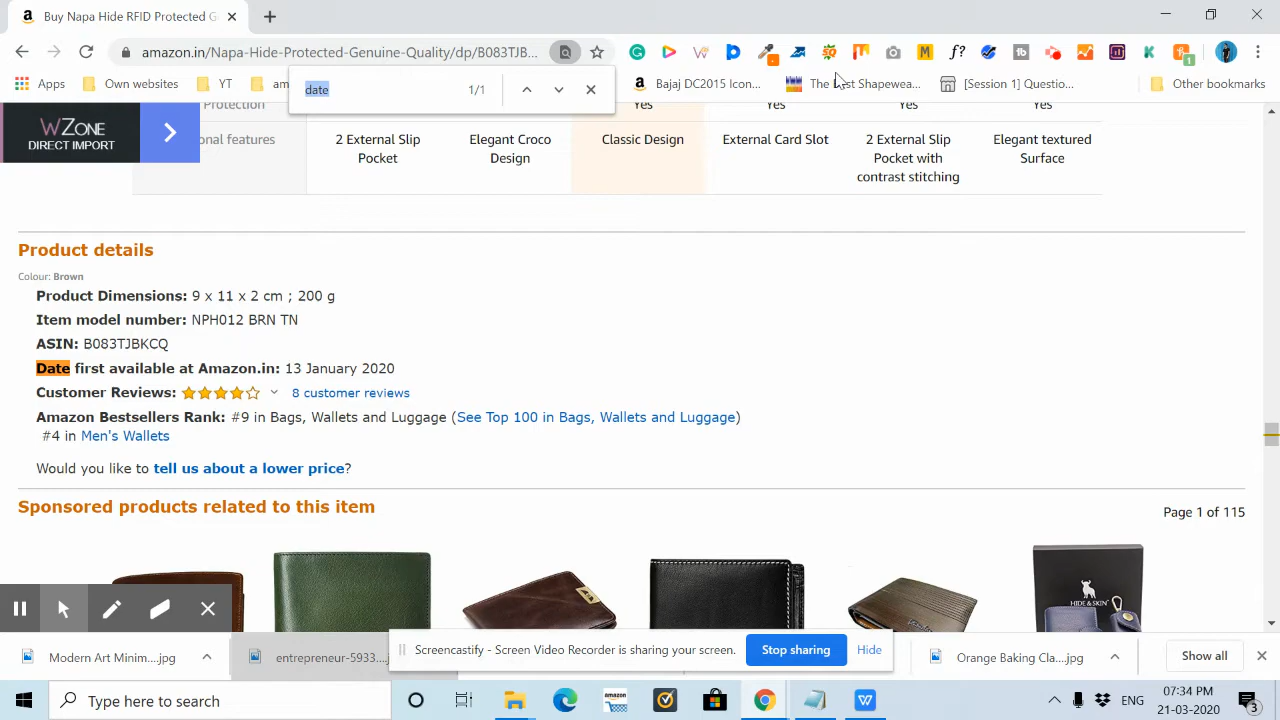 Buy Napa Hide RFID Protected G
amazon.in/Napa-Hide-Protected-Genuine-Quality/dp/B083TJB...
Apps
Own websites
YT
am
date
1/1
Bajaj DC2015 Icon...
The Best Shapewea...
[Session 1] Questio...
Other bookmarks
WZONE
DIRECT IMPORT
Protection
Yes
Yes
Yes
Yes
onal features
2 External Slip
Pocket
Elegant Croco
Design
Classic Design
External Card Slot
2 External Slip
Pocket with
contrast stitching
Elegant textured
Surface
Product details
Colour: Brown
Product Dimensions: 9 x 11 x 2 cm ; 200 g
Item model number: NPH012 BRN TN
ASIN: B083TJBKCQ
Date first available at Amazon.in: 13 January 2020
Customer Reviews: 8 customer reviews
Amazon Bestsellers Rank: #9 in Bags, Wallets and Luggage (See Top 100 in Bags, Wallets and Luggage)
#4 in Men's Wallets
Would you like to tell us about a lower price?
Sponsored products related to this item
Page 1 of 115
HIDE & SKIN
Modern Art Minim....jpg
entrepreneur-5933...
Screencastify - Screen Video Recorder is sharing your screen.
Stop sharing
Hide
Orange Baking Cla....jpg
Show all
Type here to search
amazon
ENG
07:34 PM
21-03-2020
3